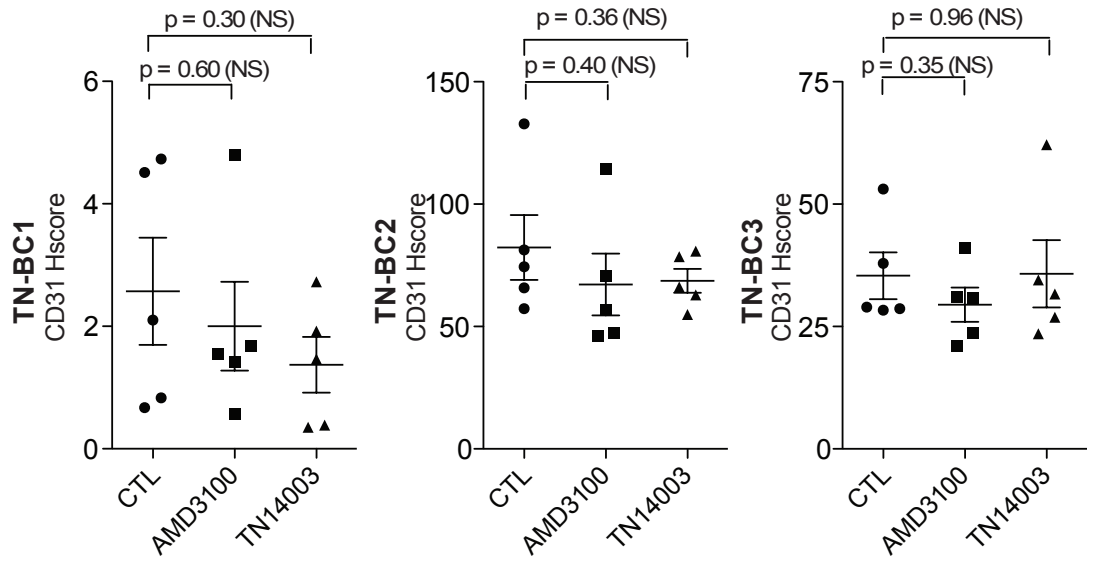 p = 0.30 (NS)
p = 0.60 (NS)
6
4
2
0
TN-BC1
CD31 Hscore
CTL
AMD3100
TN14003
p = 0.36 (NS)
p = 0.40 (NS)
150
100
50
0
TN-BC2
CD31 Hscore
CTL
AMD3100
TN14003
p = 0.96 (NS)
p = 0.35 (NS)
75
50
25
0
TN-BC3
CD31 Hscore
CTL
AMD3100
TN14003